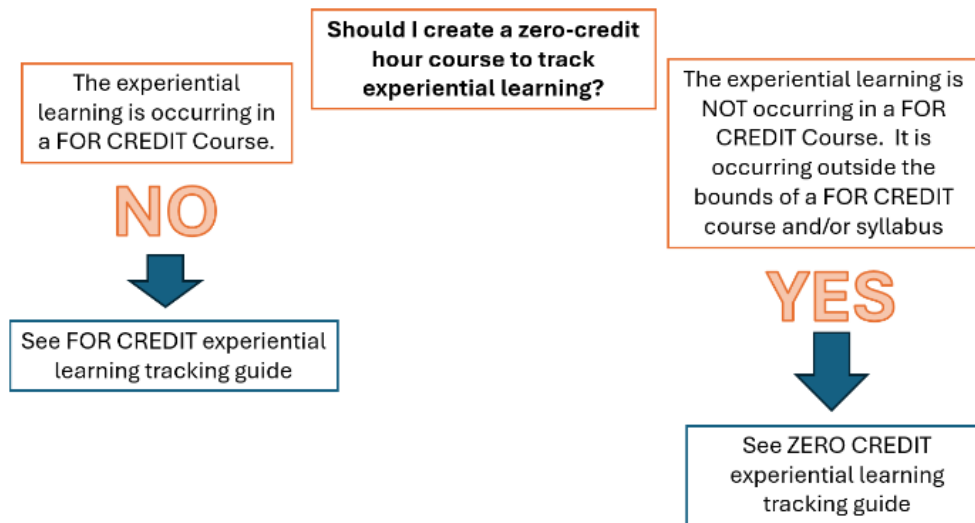 Should I create a zero-credit
hour course to track
experiential learning?
The experiential
learning is occurring in
a FOR CREDIT Course.
NO
See FOR CREDIT experiential
learning tracking guide
The experiential learning is
NOT occurring in a FOR
CREDIT Course.  It is
occurring outside the
bounds of a FOR CREDIT
course and/or syllabus
YES
See ZERO CREDIT
experiential learning
tracking guide